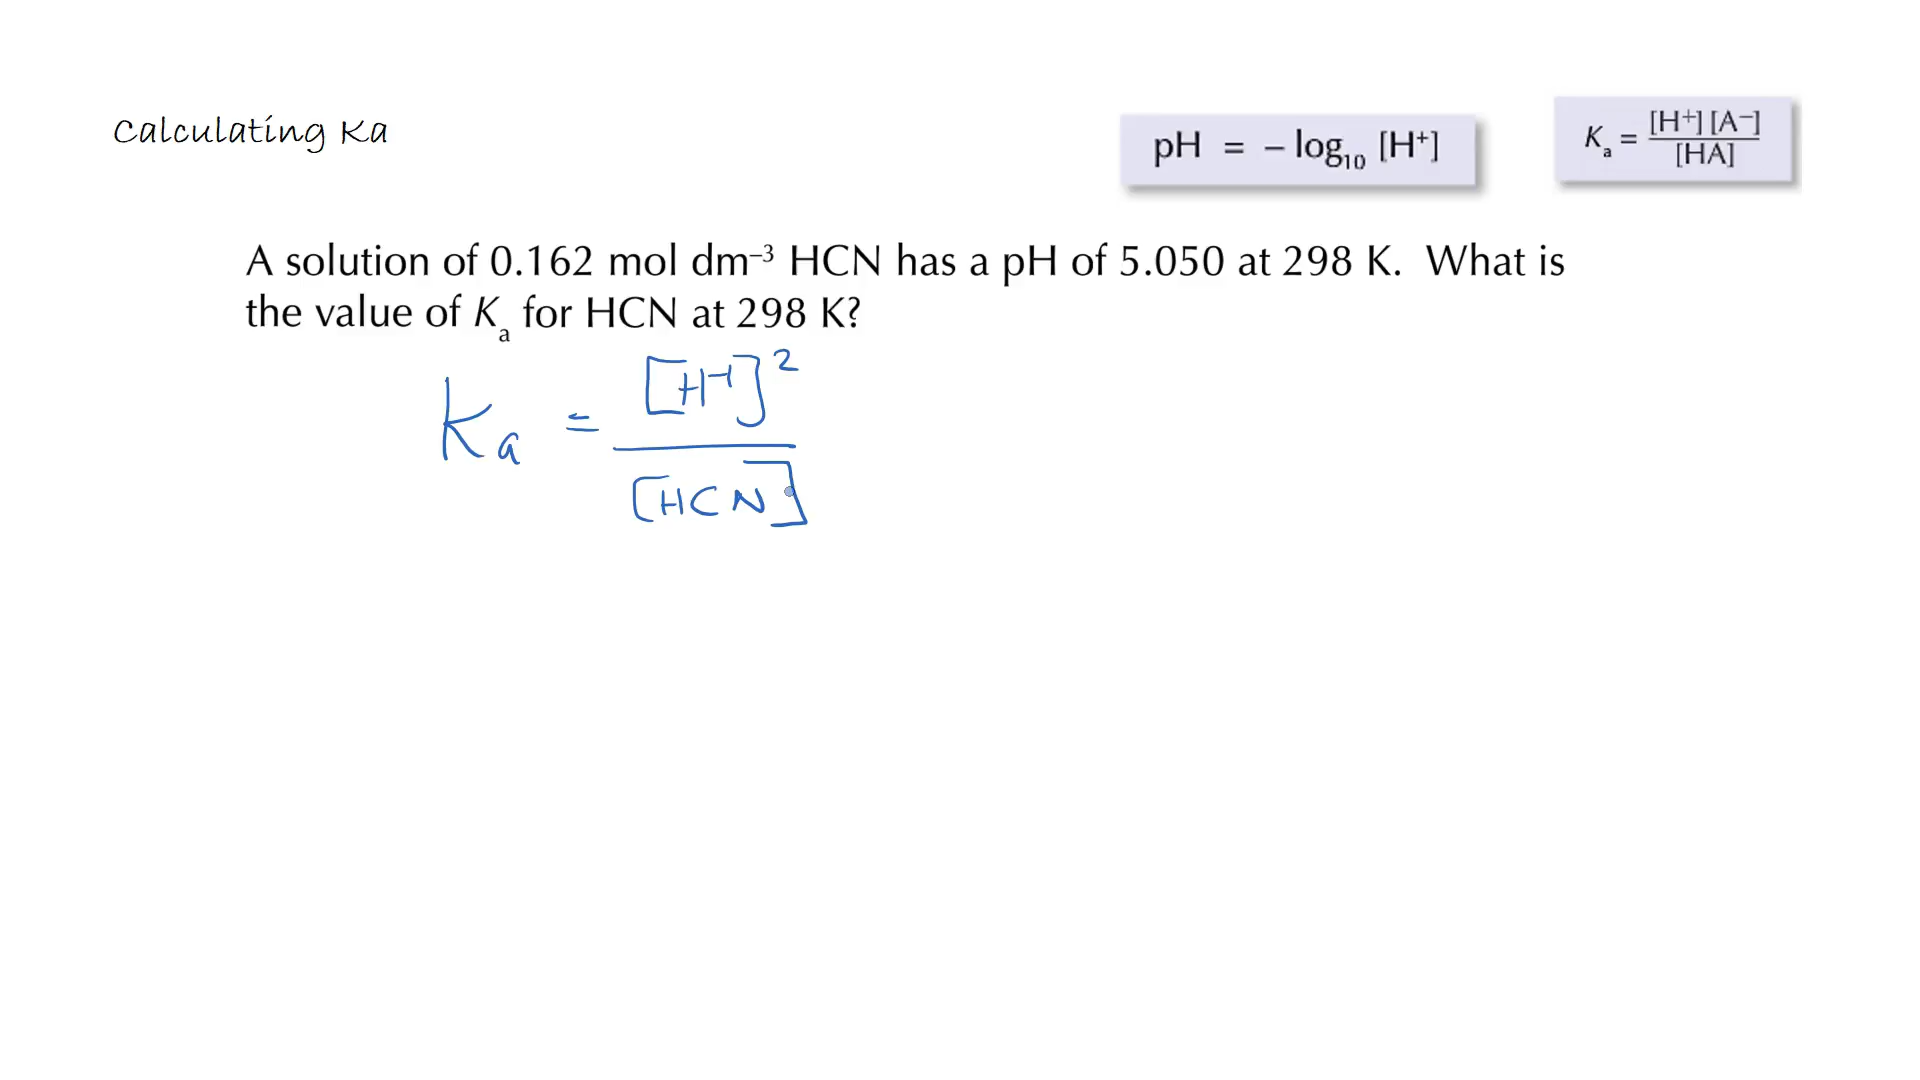 Calculating Ka
pH = – log₁₀ [H⁺]
Kₐ = [H⁺] [A⁻]
[HA]
A solution of 0.162 mol dm⁻³ HCN has a pH of 5.050 at 298 K. What is
the value of Kₐ for HCN at 298 K?
Kₐ = [H⁺]²
[HCN]